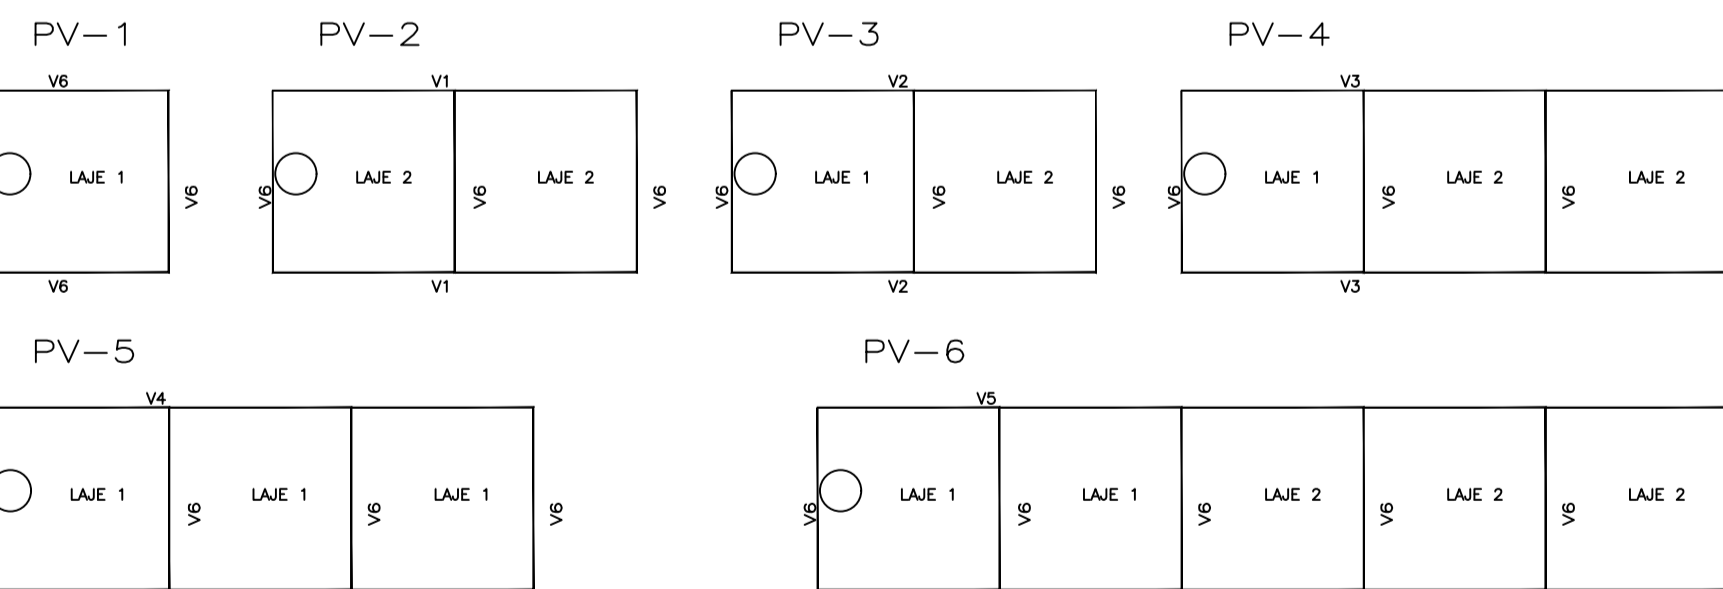 PV-1 PV-2 PV-3 PV-4
V6 V1 V2 V3
LAJE 1 LAJE 2 LAJE 2 LAJE 1 LAJE 2 LAJE 1 LAJE 2 LAJE 2
V6 V6 V6 V6 V6 V6 V6 V6 V6 V6
V6 V1 V2 V3
PV-5 PV-6
V4 V5
LAJE 1 LAJE 1 LAJE 1 LAJE 1 LAJE 1 LAJE 2 LAJE 2 LAJE 2
V6 V6 V6 V6 V6 V6 V6 V6